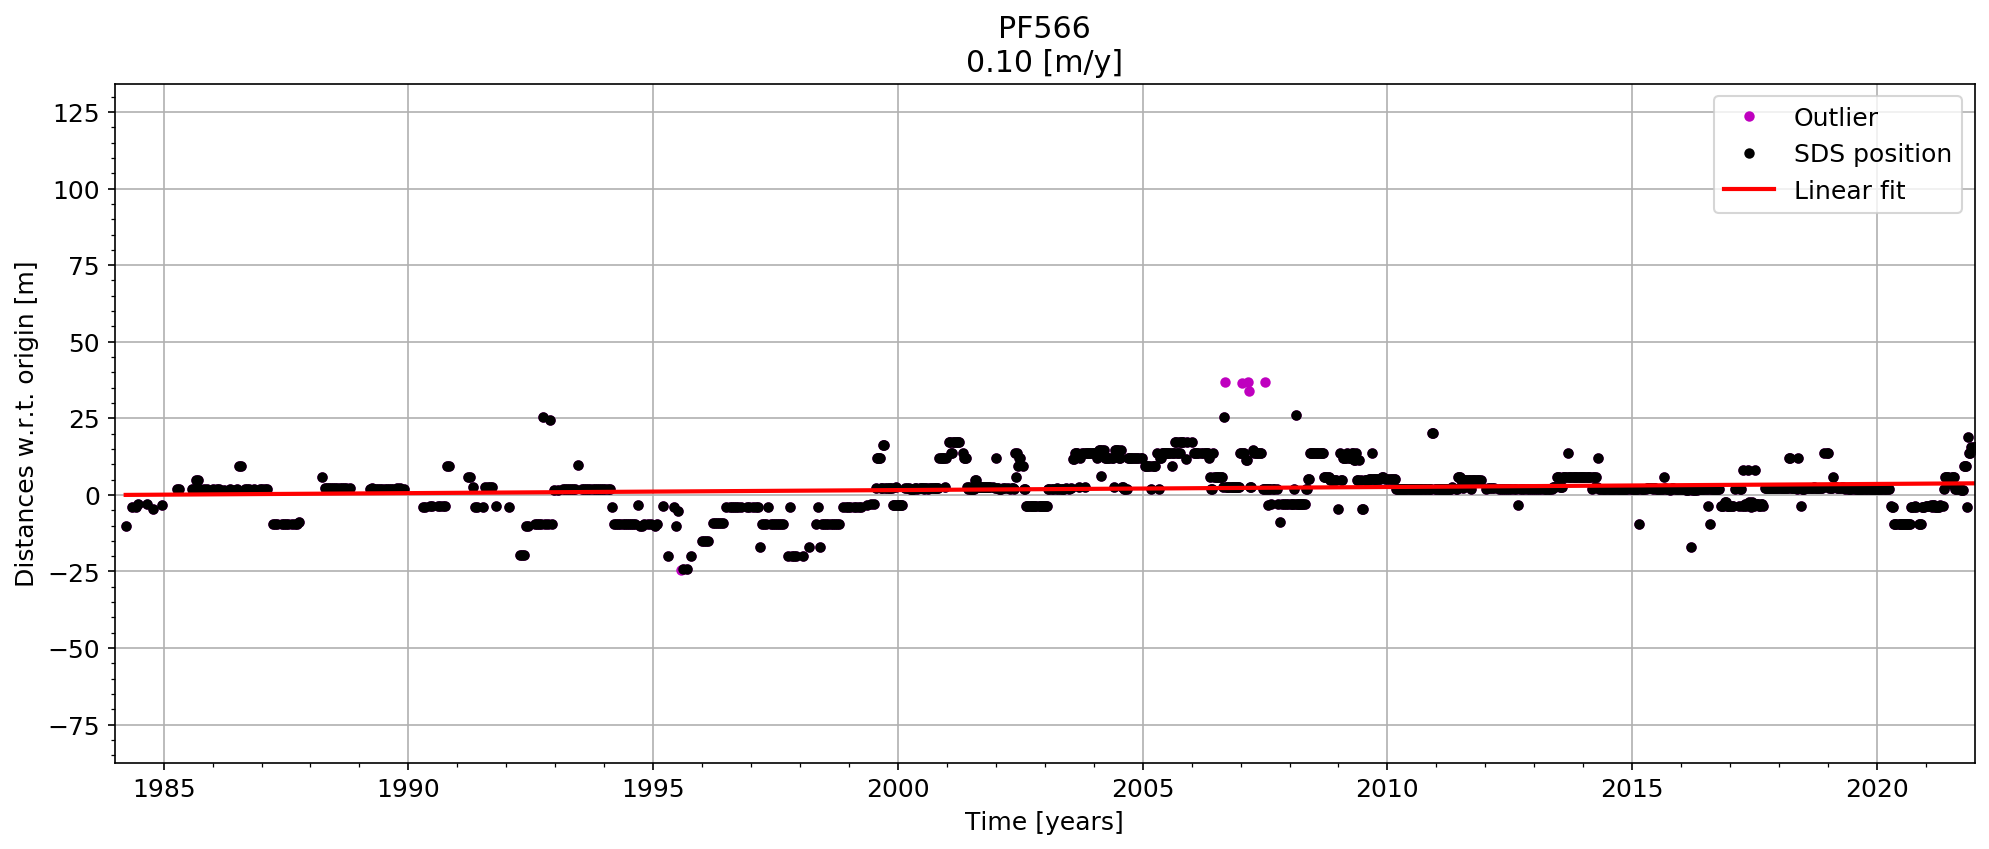 PF566
0.10 [m/y]
Outlier
SDS position
Linear fit
Distances w.r.t. origin [m]
125
100
75
50
25
0
−25
−50
−75
1985
1990
1995
2000
2005
2010
2015
2020
Time [years]